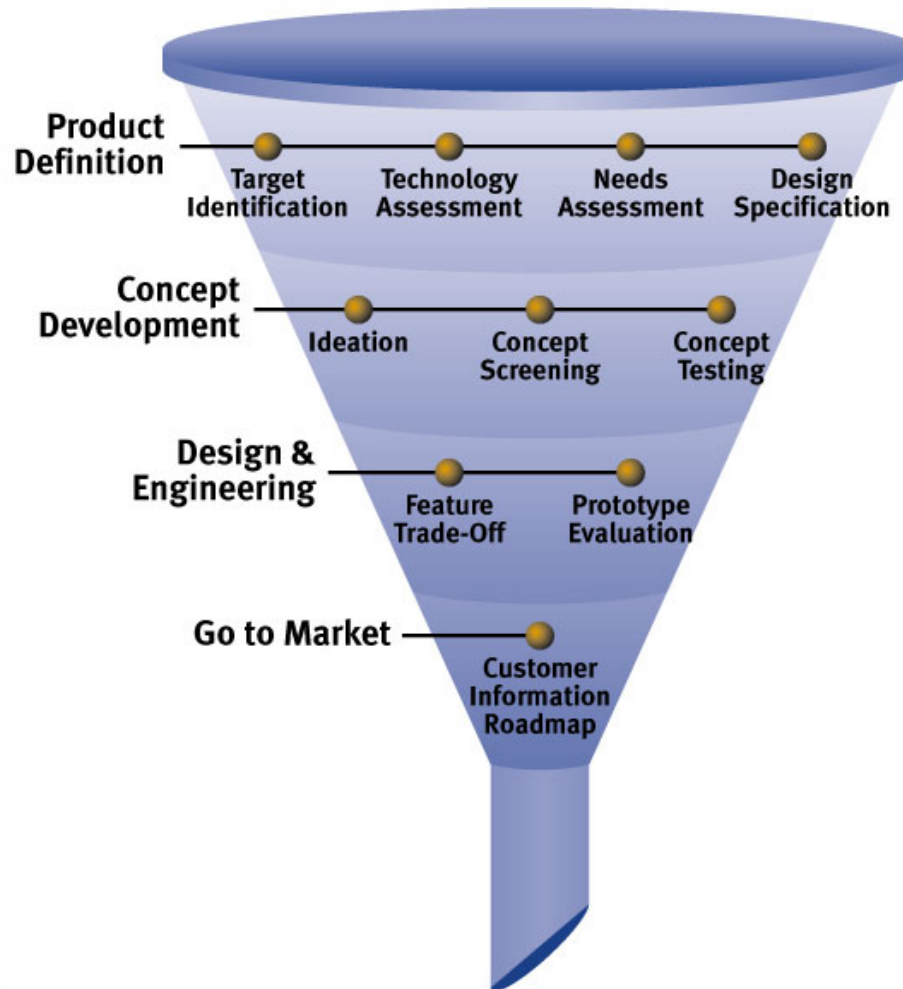 Product
Definition
Target
Identification
Technology
Assessment
Needs
Assessment
Design
Specification
Concept
Development
Ideation
Concept
Screening
Concept
Testing
Design &
Engineering
Feature
Trade-Off
Prototype
Evaluation
Go to Market
Customer
Information
Roadmap